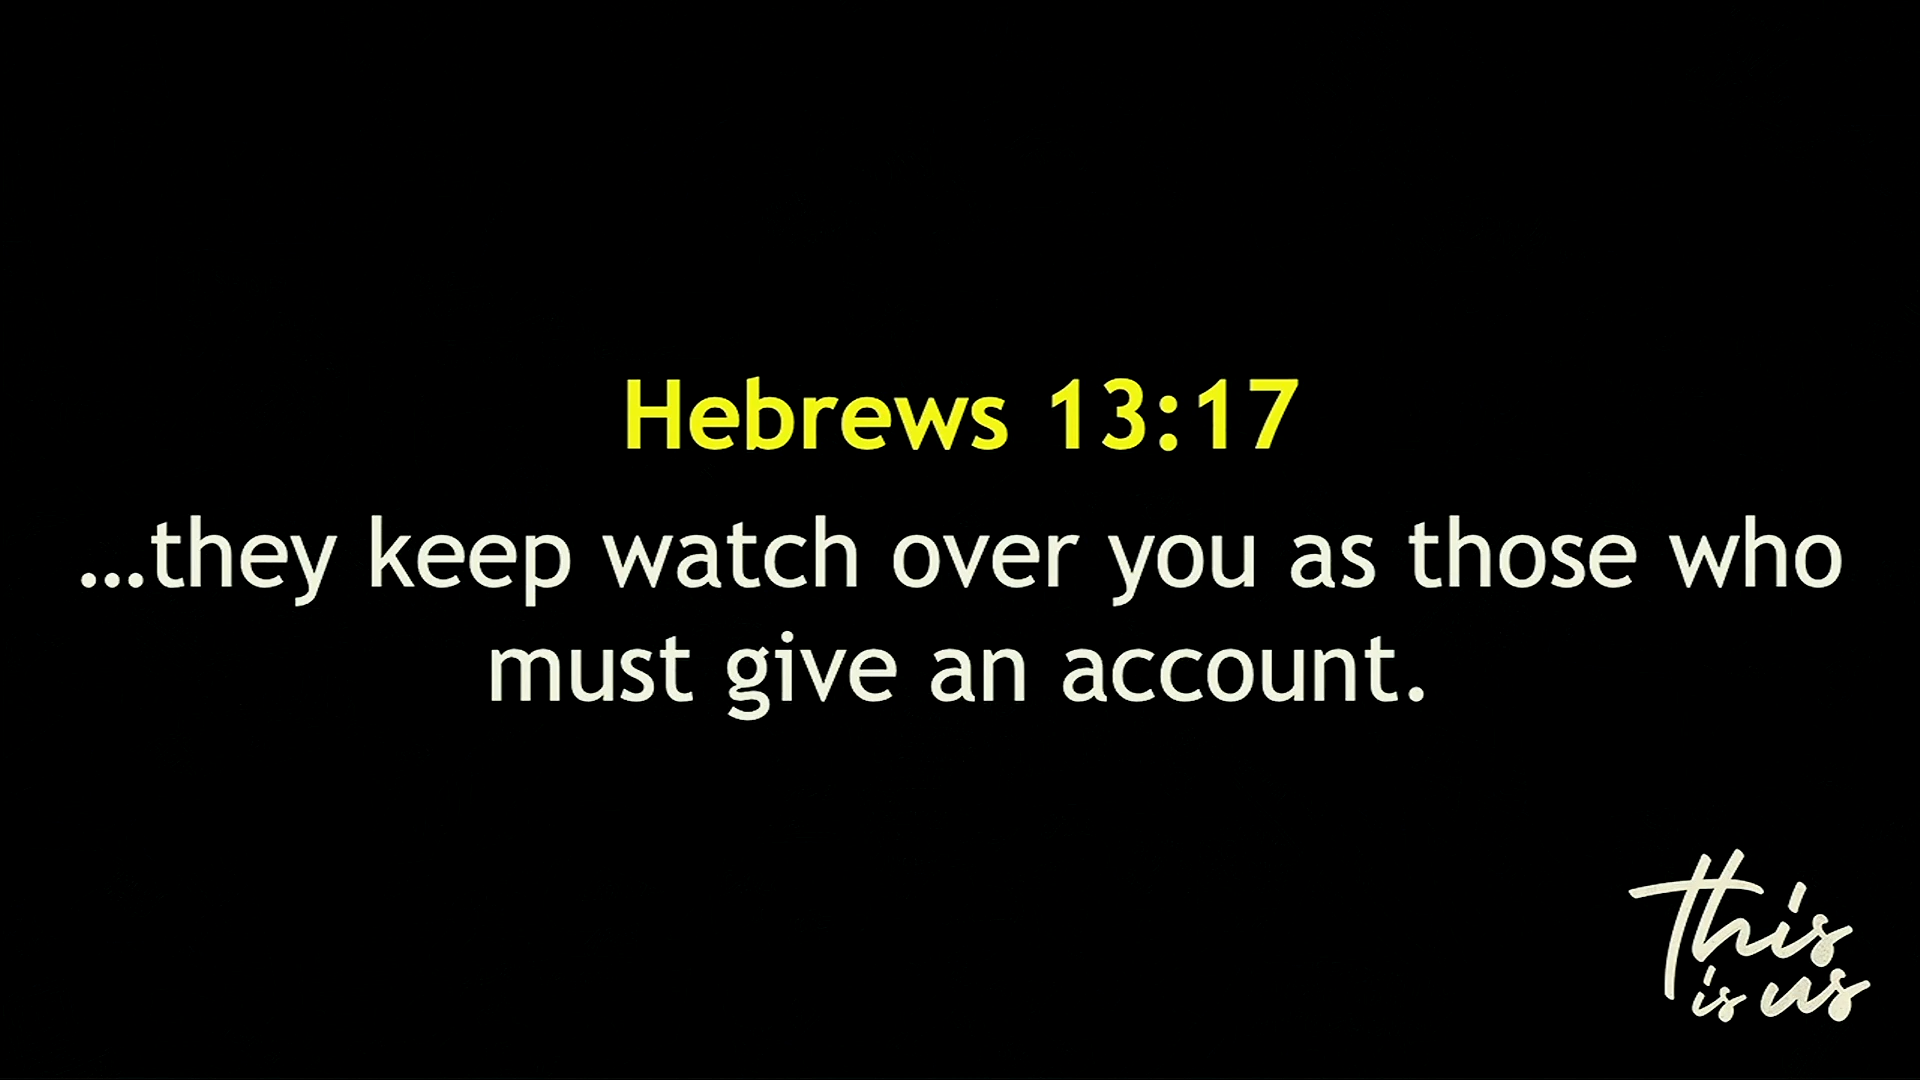 Hebrews 13:17
...they keep watch over you as those who
must give an account.
this
is us